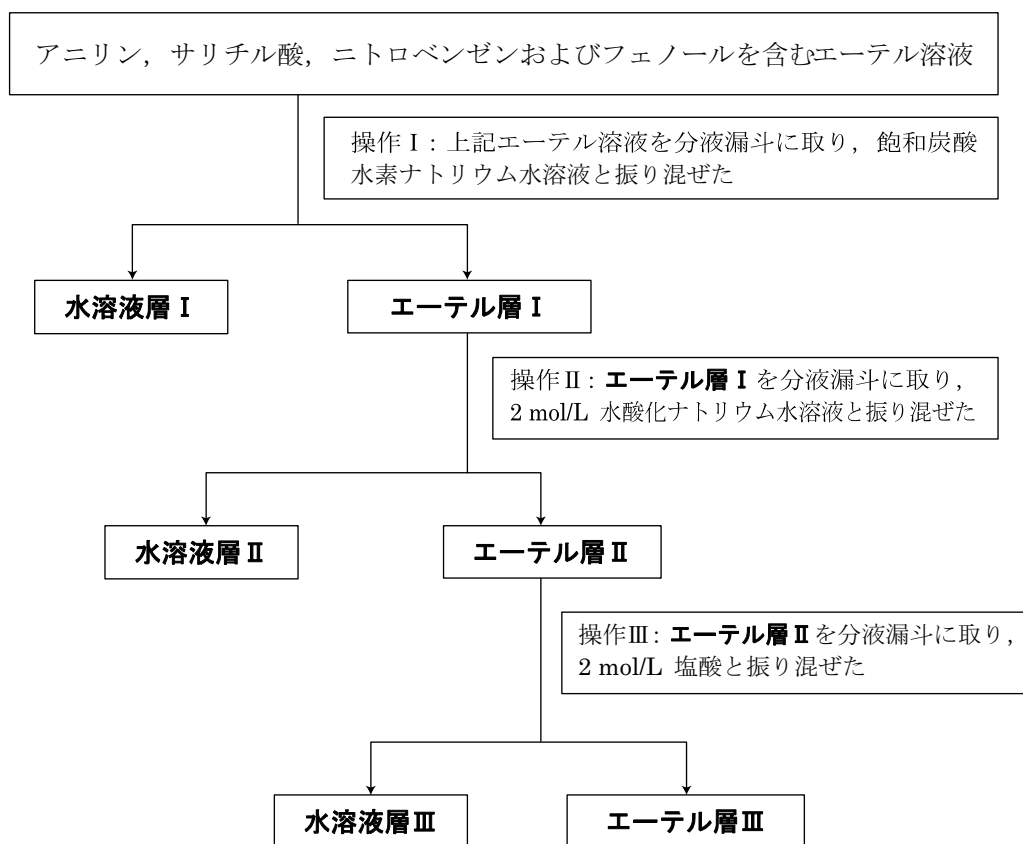 アニリン，サリチル酸，ニトロベンゼンおよびフェノールを含むエーテル溶液
操作Ⅰ：上記エーテル溶液を分液漏斗に取り，飽和炭酸
水素ナトリウム水溶液と振り混ぜた
水溶液層Ⅰ
エーテル層Ⅰ
操作Ⅱ：エーテル層Ⅰを分液漏斗に取り，
2 mol/L 水酸化ナトリウム水溶液と振り混ぜた
水溶液層Ⅱ
エーテル層Ⅱ
操作Ⅲ：エーテル層Ⅱを分液漏斗に取り，
2 mol/L 塩酸と振り混ぜた
水溶液層Ⅲ
エーテル層Ⅲ